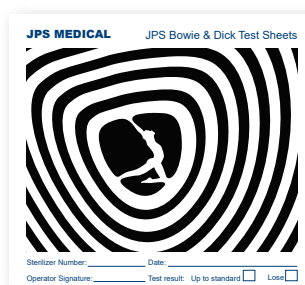 JPS MEDICAL JPS Bowie & Dick Test Sheets
Sterilizer Number: Date:
Operator Signature: Test result: Up to standard Lose